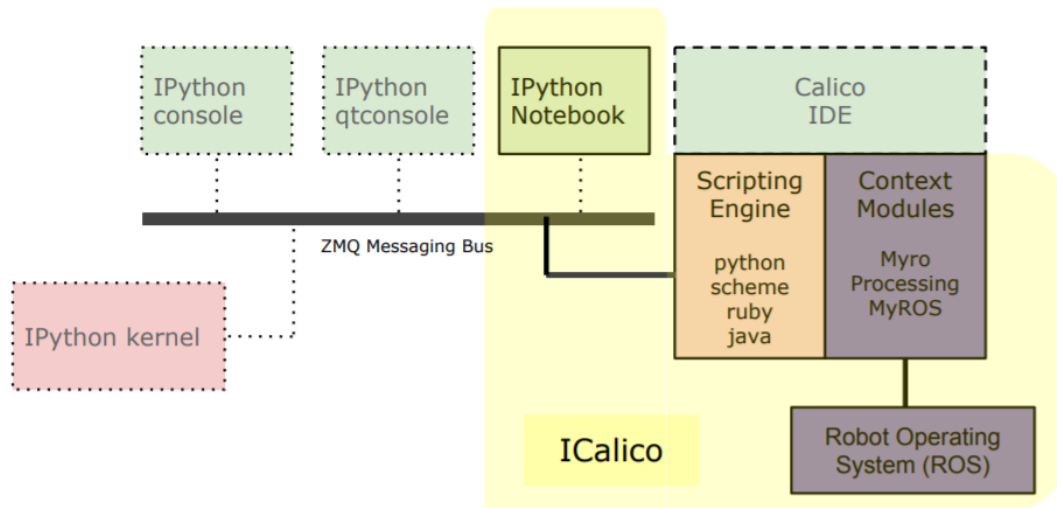 IPython
console
IPython
qtconsole
IPython
Notebook
Calico
IDE
Scripting
Engine
python
scheme
ruby
java
Context
Modules
Myro
Processing
MyROS
ZMQ Messaging Bus
IPython kernel
ICalico
Robot Operating
System (ROS)